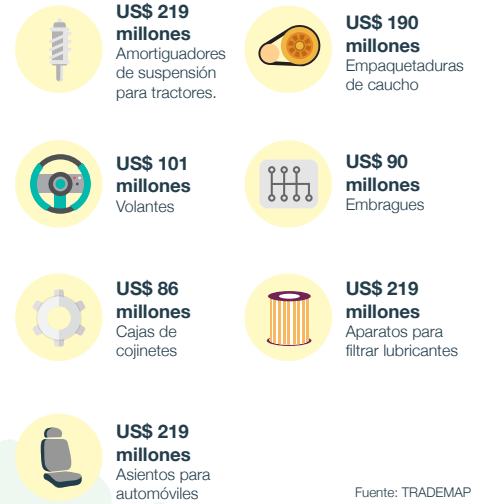 US$ 219
millones
Amortiguadores
de suspensión
para tractores.
US$ 190
millones
Empaquetaduras
de caucho
US$ 101
millones
Volantes
US$ 90
millones
Embragues
US$ 86
millones
Cajas de
cojinetes
US$ 219
millones
Aparatos para
filtrar lubricantes
US$ 219
millones
Asientos para
automóviles
Fuente: TRADEMAP